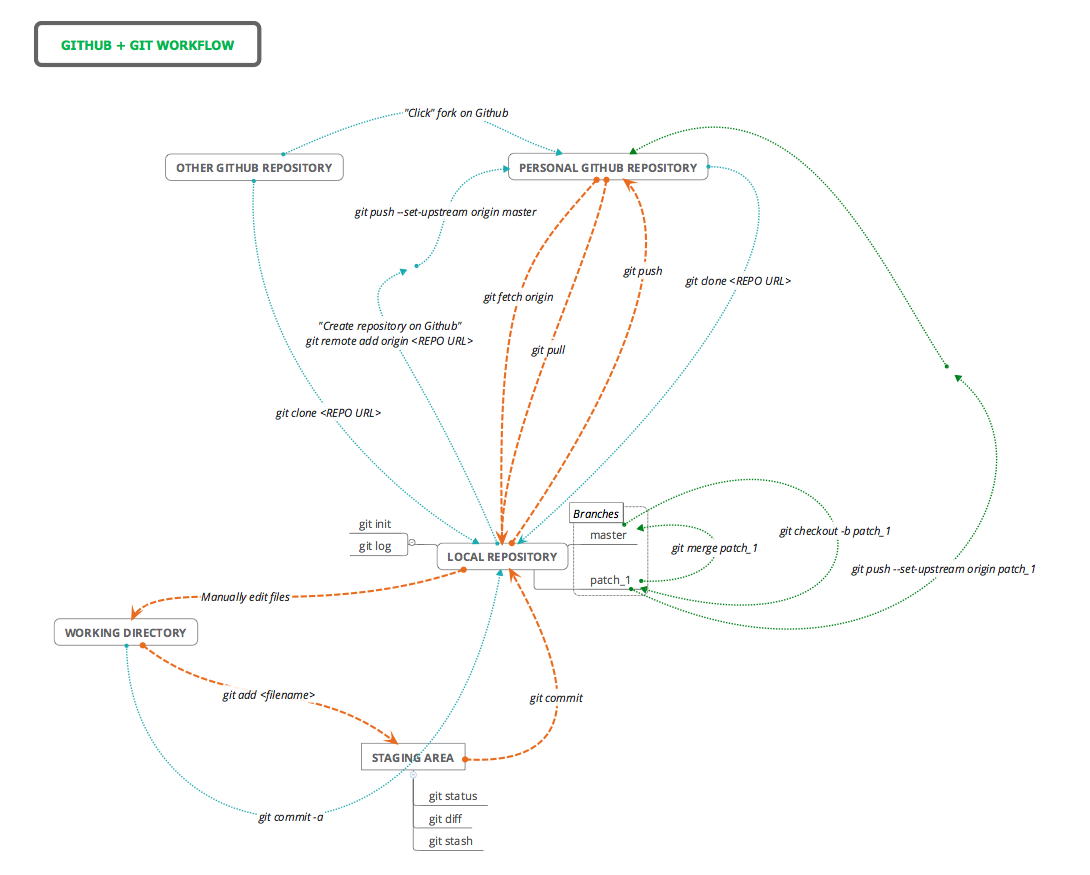 GITHUB + GIT WORKFLOW
"Click" fork on Github
OTHER GITHUB REPOSITORY
PERSONAL GITHUB REPOSITORY
git push --set-upstream origin master
git push
git clone <REPO URL>
git fetch origin
"Create repository on Github"
git remote add origin <REPO URL>
git pull
git clone <REPO URL>
Branches
git init
master
git checkout -b patch_1
git log
LOCAL REPOSITORY
git merge patch_1
git push --set-upstream origin patch_1
patch_1
Manually edit files
WORKING DIRECTORY
git add <filename>
git commit
STAGING AREA
git status
git commit -a
git diff
git stash